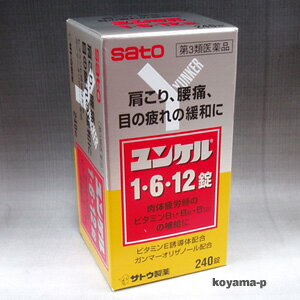 sato
第3類医薬品
YUNKER
肩こり、腰痛、
目の疲れの緩和に
ユンケル
1・6・12錠
肉体疲労時の
ビタミンB₁・B₆・B₁₂
の補給に
ビタミンE誘導体配合
ガンマーオリザノール配合
サトウ製薬
240錠
koyama-p